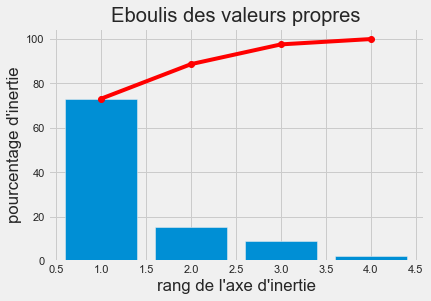 Eboulis des valeurs propres
100
80
60
40
20
0
pourcentage d'inertie
0.5 1.0 1.5 2.0 2.5 3.0 3.5 4.0 4.5
rang de l'axe d'inertie